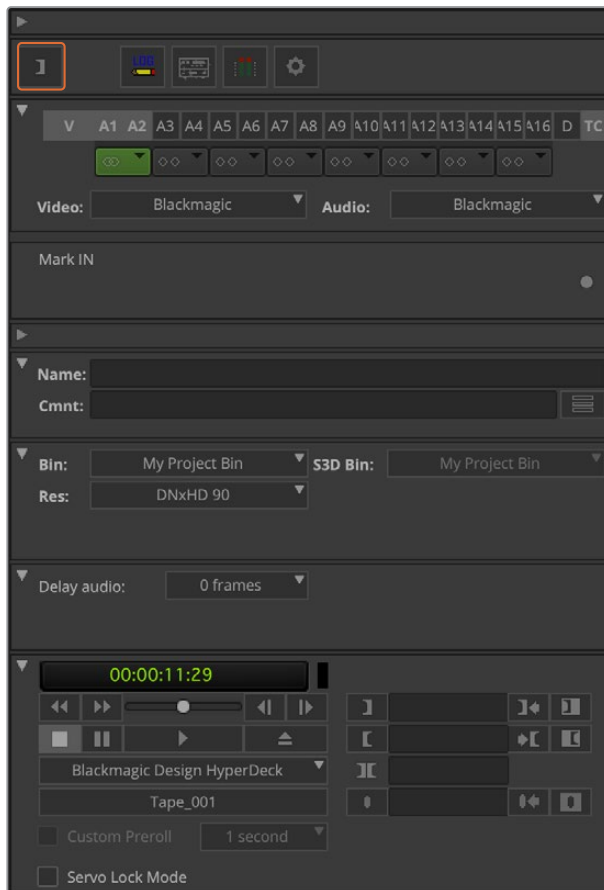 LOG
V A1 A2 A3 A4 A5 A6 A7 A8 A9 A10 A11 A12 A13 A14 A15 A16 D TC
Video: Blackmagic Audio: Blackmagic
Mark IN
Name:
Cmnt:
Bin: My Project Bin S3D Bin: My Project Bin
Res: DNxHD 90
Delay audio: 0 frames
00:00:11:29
Blackmagic Design HyperDeck
Tape_001
Custom Preroll 1 second
Servo Lock Mode